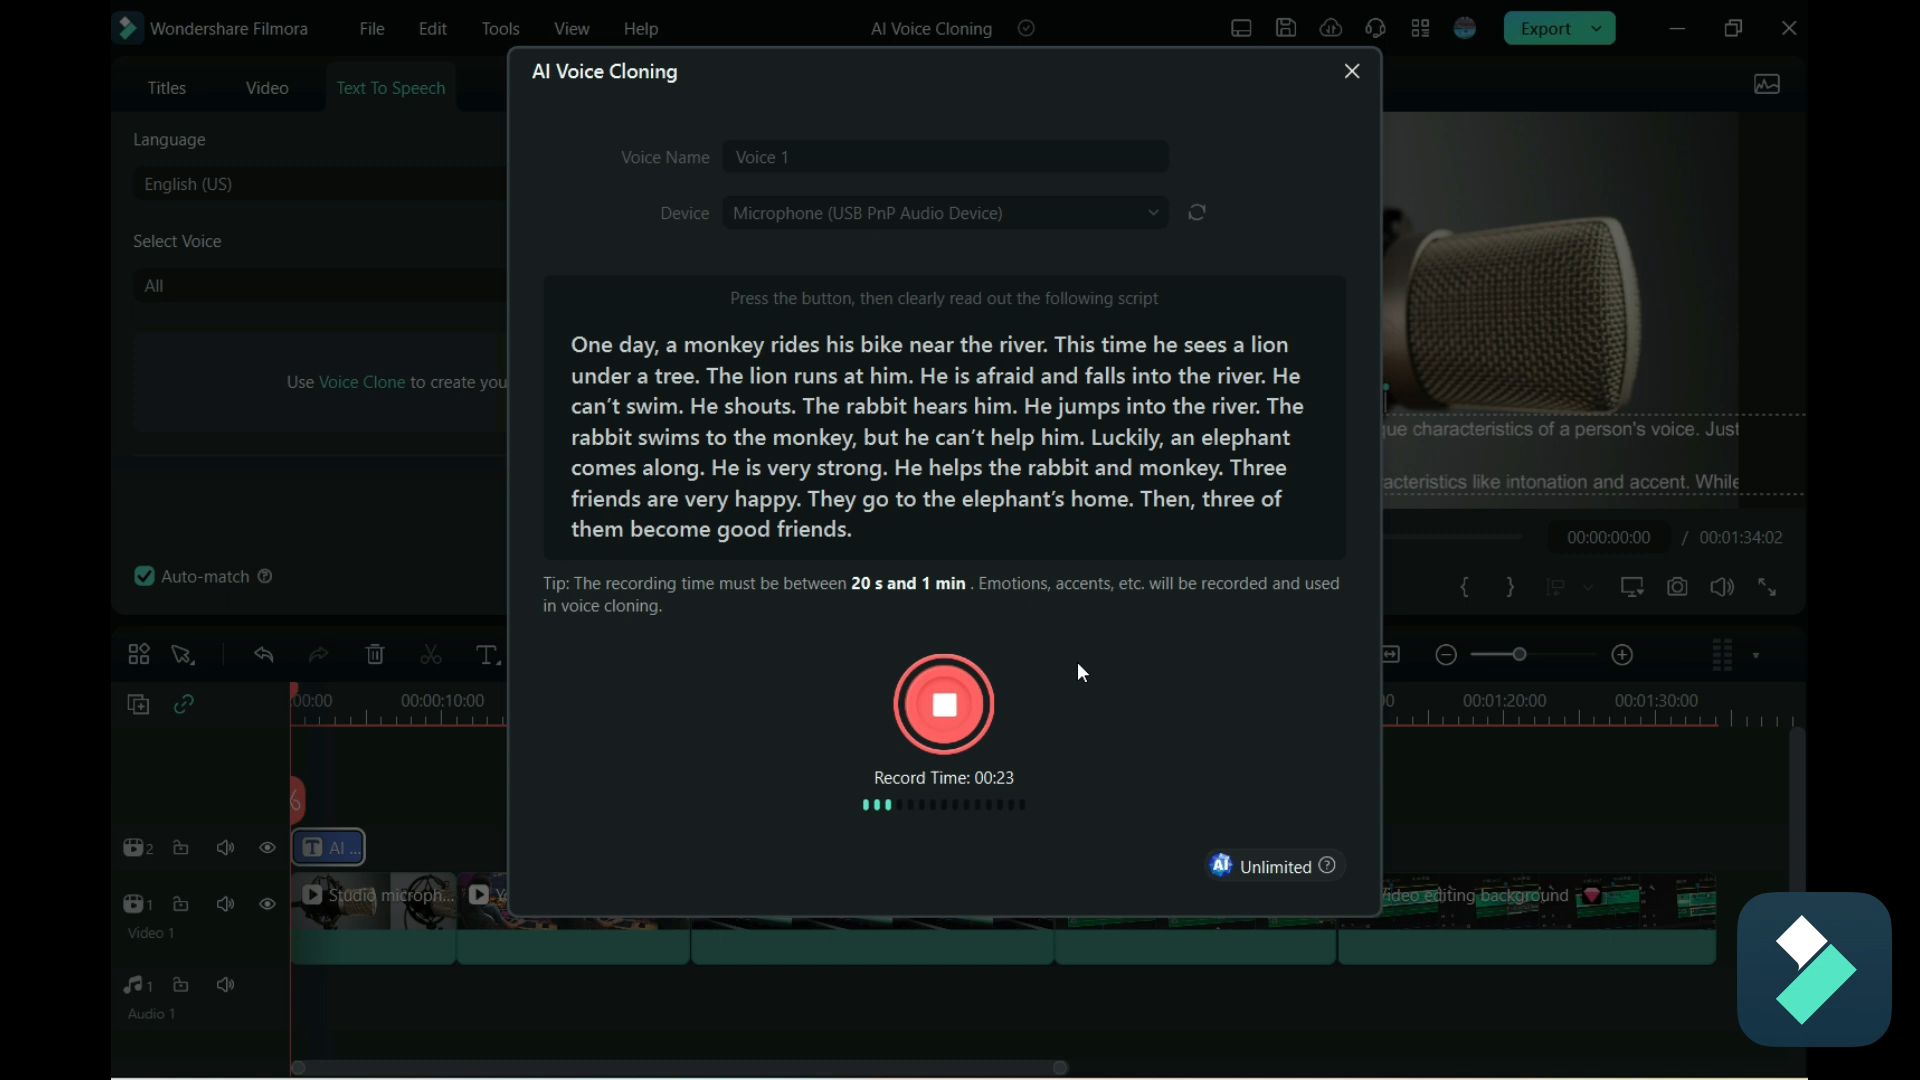 Wondershare Filmora
File
Edit
Tools
View
Help
AI Voice Cloning
Export
Titles
Video
Text To Speech
AI Voice Cloning
Language
English (US)
Select Voice
All
Use Voice Clone to create you
Auto-match
Voice Name
Voice 1
Device
Microphone (USB PnP Audio Device)
Press the button, then clearly read out the following script
One day, a monkey rides his bike near the river. This time he sees a lion
under a tree. The lion runs at him. He is afraid and falls into the river. He
can't swim. He shouts. The rabbit hears him. He jumps into the river. The
rabbit swims to the monkey, but he can't help him. Luckily, an elephant
comes along. He is very strong. He helps the rabbit and monkey. Three
friends are very happy. They go to the elephant's home. Then, three of
them become good friends.
Tip: The recording time must be between 20 s and 1 min . Emotions, accents, etc. will be recorded and used
in voice cloning.
Record Time: 00:23
AI Unlimited
ue characteristics of a person's voice. Just
acteristics like intonation and accent. While
00:00:00:00 / 00:01:34:02
:00:00
00:00:10:00
00:01:20:00
00:01:30:00
2
T AI ...
1
Studio microph...
ideo editing background
Video 1
1
Audio 1